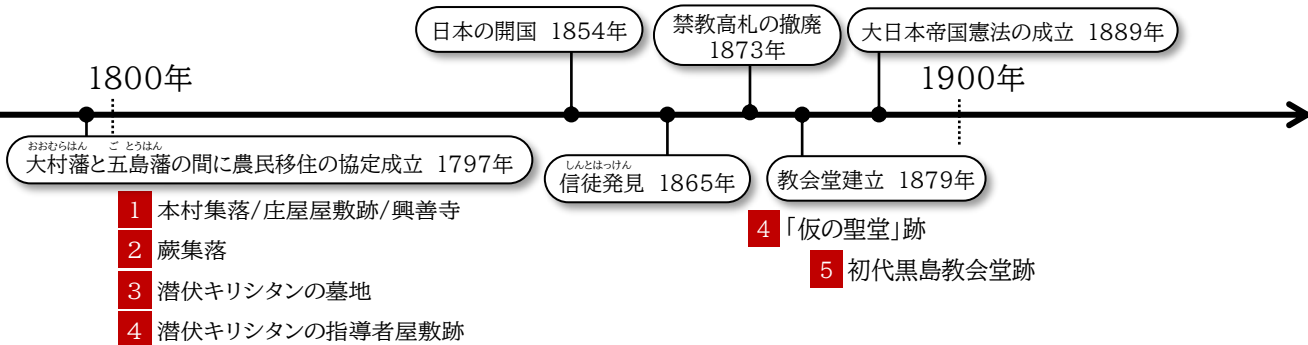 日本の開国 1854年
禁教高札の撤廃
1873年
大日本帝国憲法の成立 1889年
1800年
1900年
おおむらはん ごとうはん
大村藩と五島藩の間に農民移住の協定成立 1797年
しんとはっけん
信徒発見 1865年
教会堂建立 1879年
1 本村集落/庄屋屋敷跡/興善寺
2 蕨集落
3 潜伏キリシタンの墓地
4 潜伏キリシタンの指導者屋敷跡
4 「仮の聖堂」跡
5 初代黒島教会堂跡